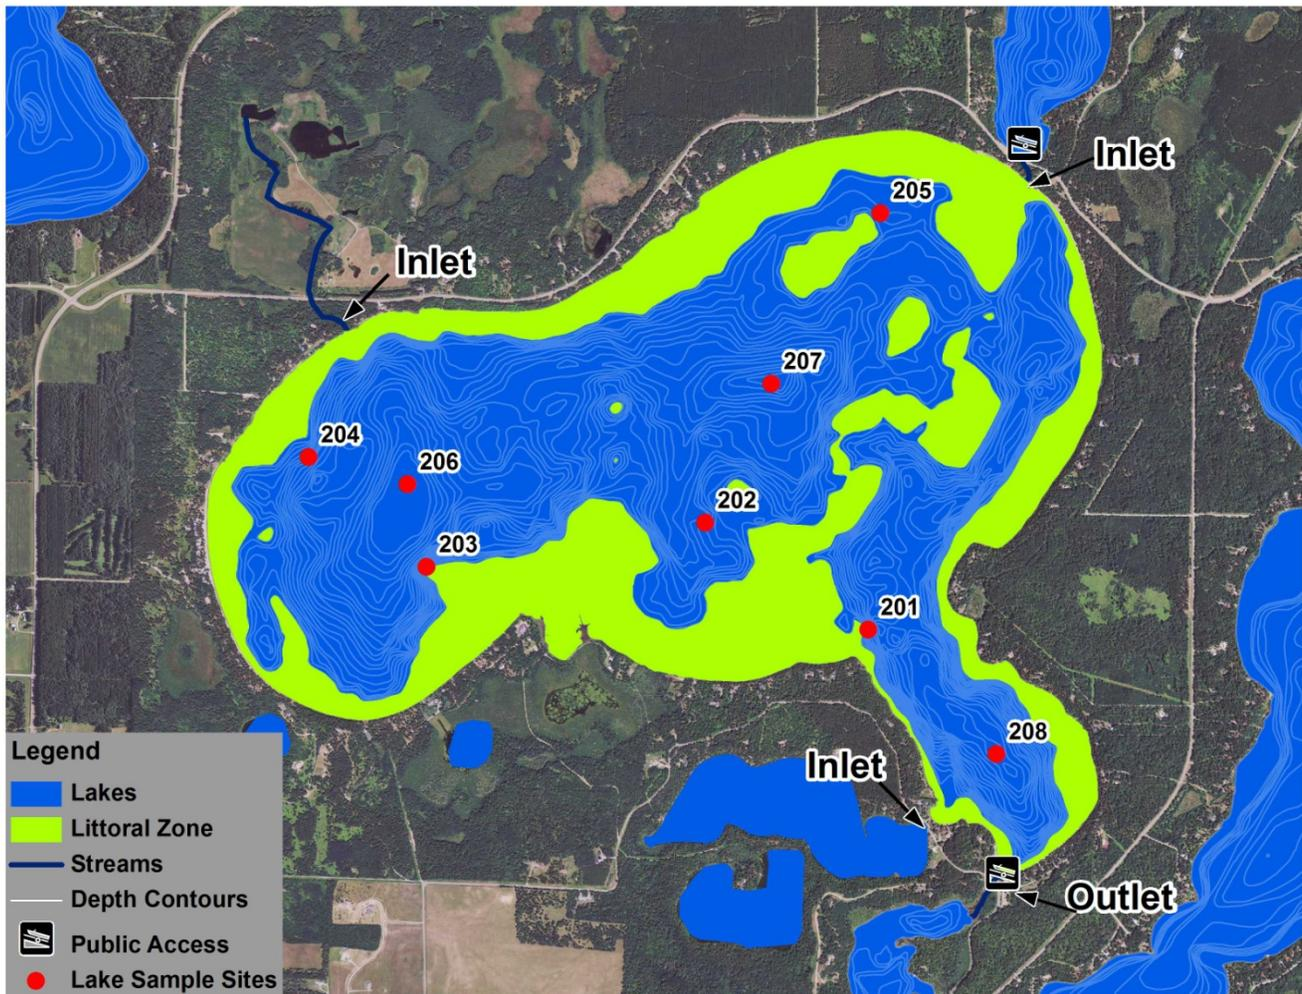 Inlet
205
Inlet
207
204
206
202
203
201
208
Inlet
Outlet
Legend
Lakes
Littoral Zone
Streams
Depth Contours
Public Access
Lake Sample Sites